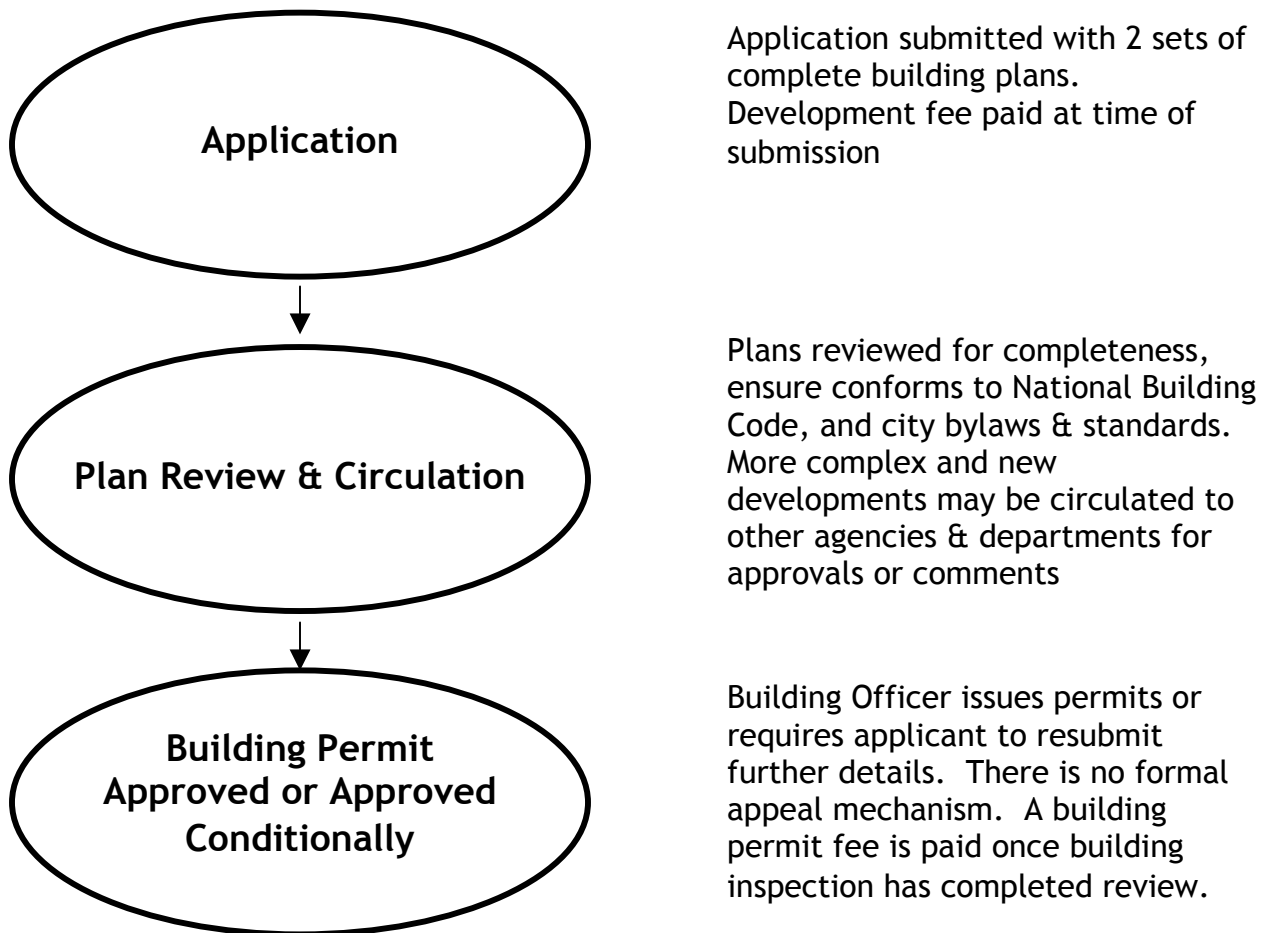 Application
Application submitted with 2 sets of
complete building plans.
Development fee paid at time of
submission
Plan Review & Circulation
Plans reviewed for completeness,
ensure conforms to National Building
Code, and city bylaws & standards.
More complex and new
developments may be circulated to
other agencies & departments for
approvals or comments
Building Permit
Approved or Approved
Conditionally
Building Officer issues permits or
requires applicant to resubmit
further details.  There is no formal
appeal mechanism.  A building
permit fee is paid once building
inspection has completed review.